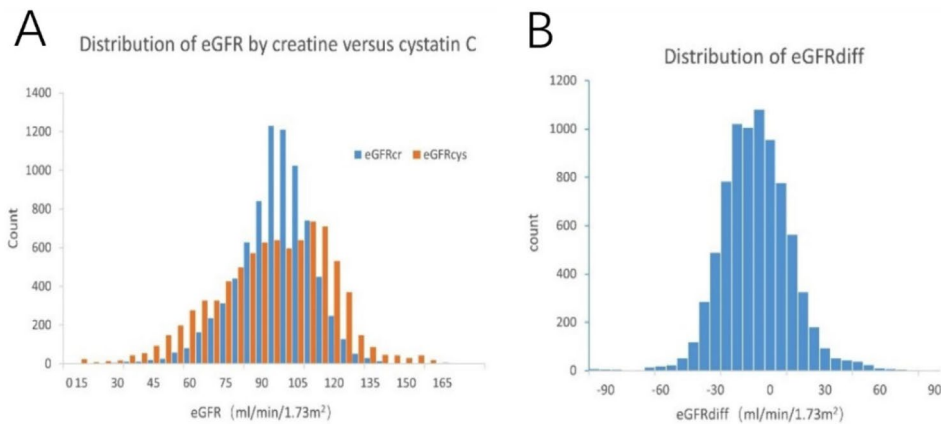 A
Distribution of eGFR by creatine versus cystatin C
1400
1200
1000
800
600
400
200
0
Count
eGFRcr eGFRcys
0 15 30 45 60 75 90 105 120 135 150 165
eGFR (ml/min/1.73m²)
B
Distribution of eGFRdiff
1200
1000
800
600
400
200
0
count
-90 -60 -30 0 30 60 90
eGFRdiff (ml/min/1.73m²)